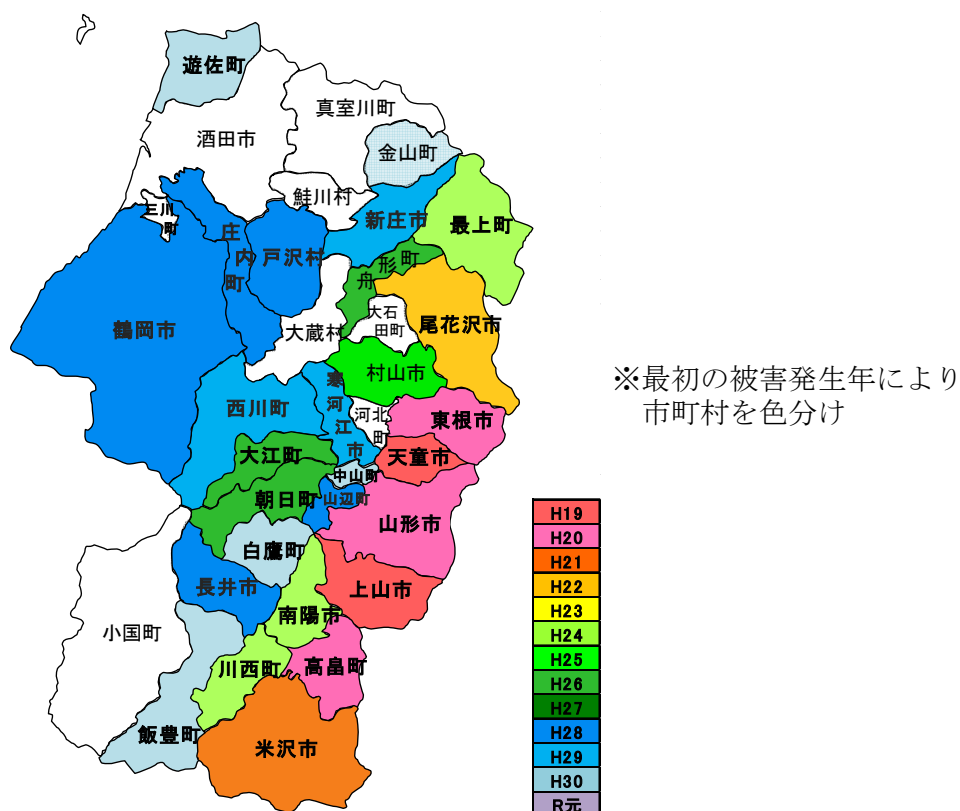 遊佐町
真室川町
酒田市
金山町
鮭川村
三川町
新庄市
最上町
庄内町
戸沢村
舟形町
大石田町
尾花沢市
鶴岡市
大蔵村
村山市
寒河江市
西川町
河北町
東根市
大江町
天童市
中山町
朝日町
山辺町
山形市
白鷹町
長井市
上山市
南陽市
小国町
川西町
高畠町
飯豊町
米沢市
※最初の被害発生年により
市町村を色分け
H19
H20
H21
H22
H23
H24
H25
H26
H27
H28
H29
H30
R元